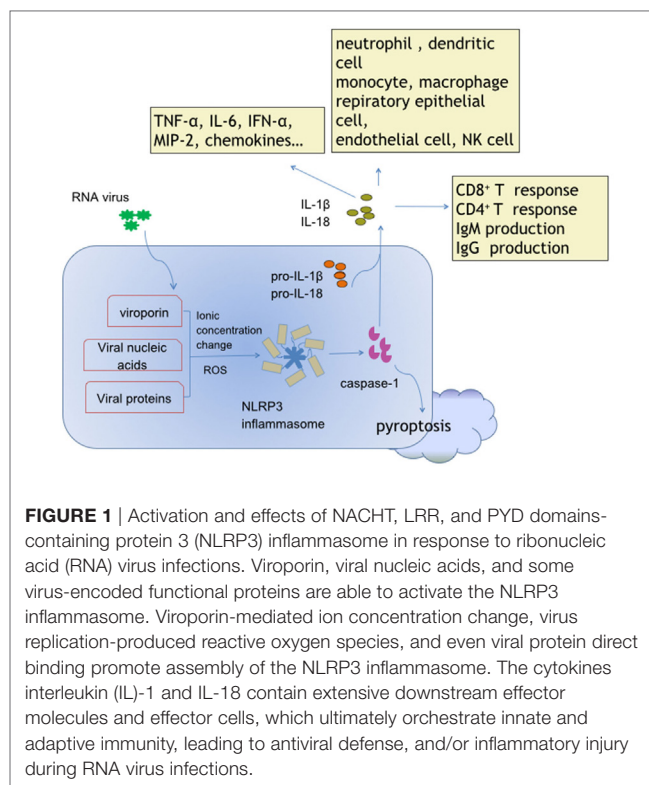 neutrophil , dendritic
cell
monocyte, macrophage
respiratory epithelial
cell,
endothelial cell, NK cell
TNF-α, IL-6, IFN-α,
MIP-2, chemokines...
CD8+ T response
CD4+ T response
IgM production
IgG production
RNA virus
IL-1β
IL-18
pro-IL-1β
pro-IL-18
viroporin
Viral nucleic
acids
Viral proteins
Ionic
concentration
change
ROS
NLRP3
inflammasome
caspase-1
pyroptosis
FIGURE 1 | Activation and effects of NACHT, LRR, and PYD domains-
containing protein 3 (NLRP3) inflammasome in response to ribonucleic
acid (RNA) virus infections. Viroporin, viral nucleic acids, and some
virus-encoded functional proteins are able to activate the NLRP3
inflammasome. Viroporin-mediated ion concentration change, virus
replication-produced reactive oxygen species, and even viral protein direct
binding promote assembly of the NLRP3 inflammasome. The cytokines
interleukin (IL)-1 and IL-18 contain extensive downstream effector
molecules and effector cells, which ultimately orchestrate innate and
adaptive immunity, leading to antiviral defense, and/or inflammatory injury
during RNA virus infections.